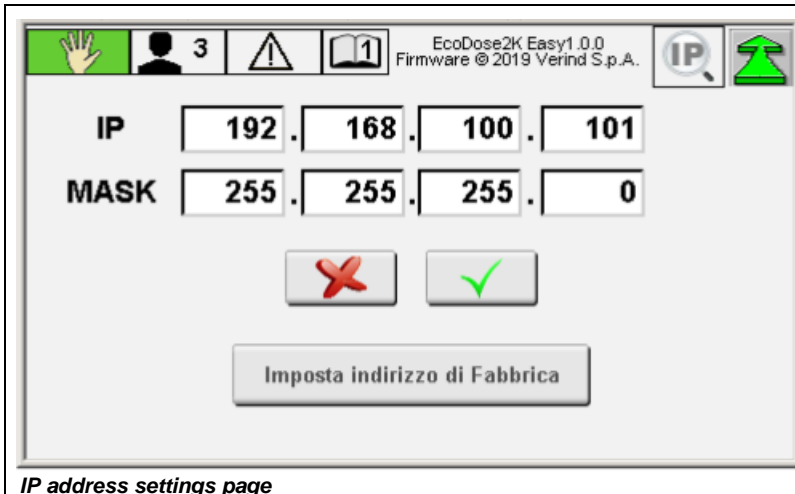 3
1
EcoDose2K Easy1.0.0
Firmware © 2019 Verind S.p.A.
IP
IP 192 . 168 . 100 . 101
MASK 255 . 255 . 255 . 0
Imposta indirizzo di Fabbrica
IP address settings page